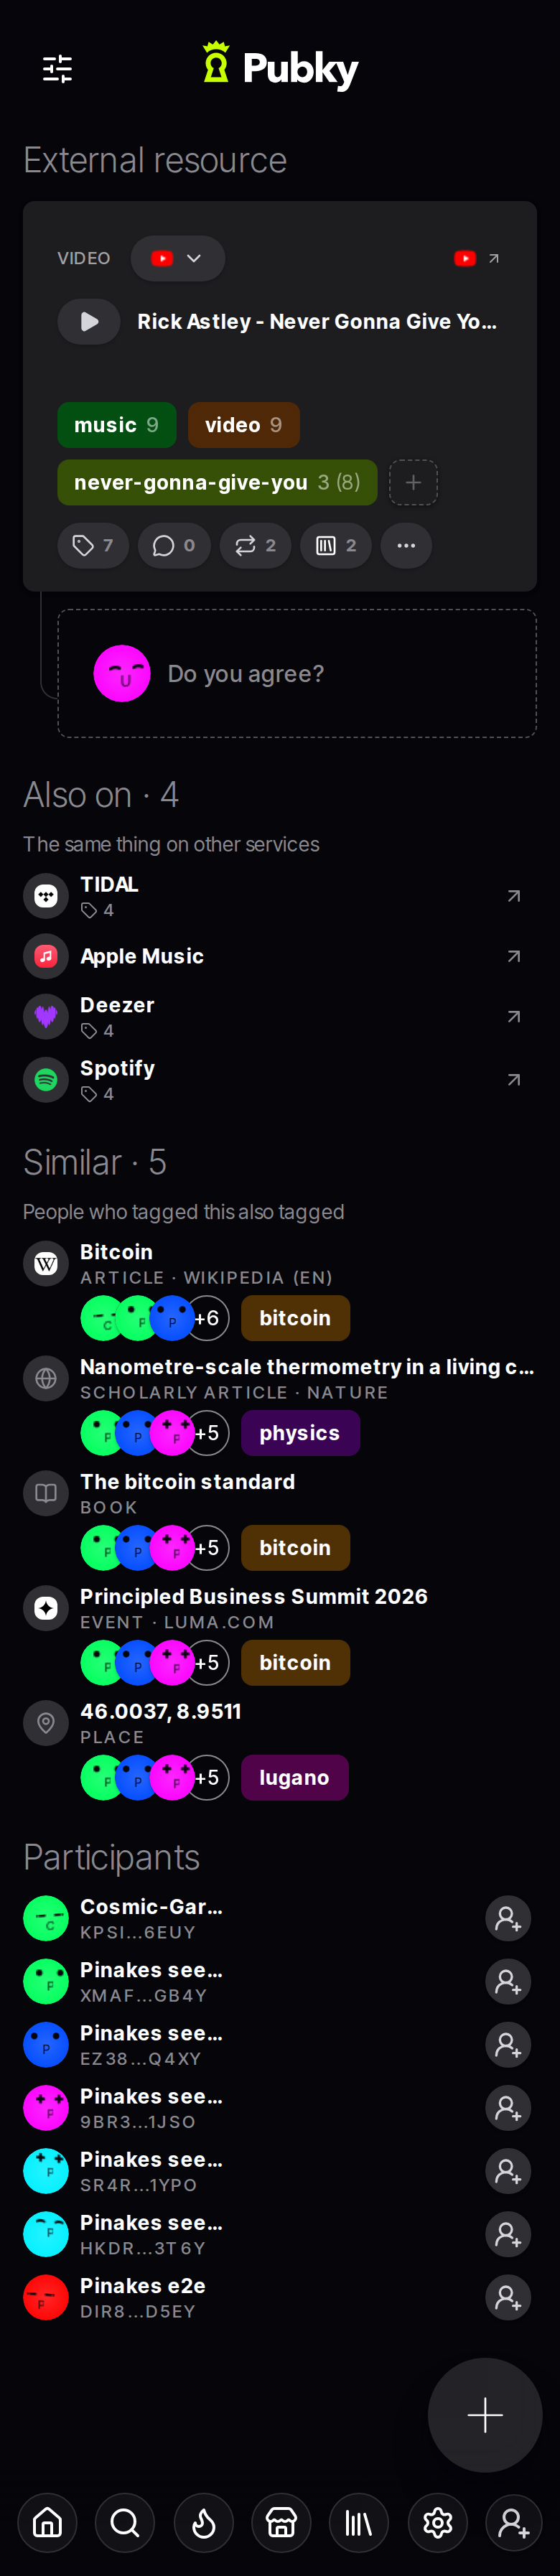 Pubky
External resource
VIDEO
Rick Astley - Never Gonna Give Yo...
music 9
video 9
never-gonna-give-you 3 (8)
7
0
2
2
Do you agree?
Also on · 4
The same thing on other services
TIDAL
4
Apple Music
Deezer
4
Spotify
4
Similar · 5
People who tagged this also tagged
Bitcoin
ARTICLE · WIKIPEDIA (EN)
+6
bitcoin
Nanometre-scale thermometry in a living c...
SCHOLARLY ARTICLE · NATURE
+5
physics
The bitcoin standard
BOOK
+5
bitcoin
Principled Business Summit 2026
EVENT · LUMA.COM
+5
bitcoin
46.0037, 8.9511
PLACE
+5
lugano
Participants
Cosmic-Gar...
KPSI...6EUY
Pinakes see...
XMAF...GB4Y
Pinakes see...
EZ38...Q4XY
Pinakes see...
9BR3...1JSO
Pinakes see...
SR4R...1YPO
Pinakes see...
HKDR...3T6Y
Pinakes e2e
DIR8...D5EY